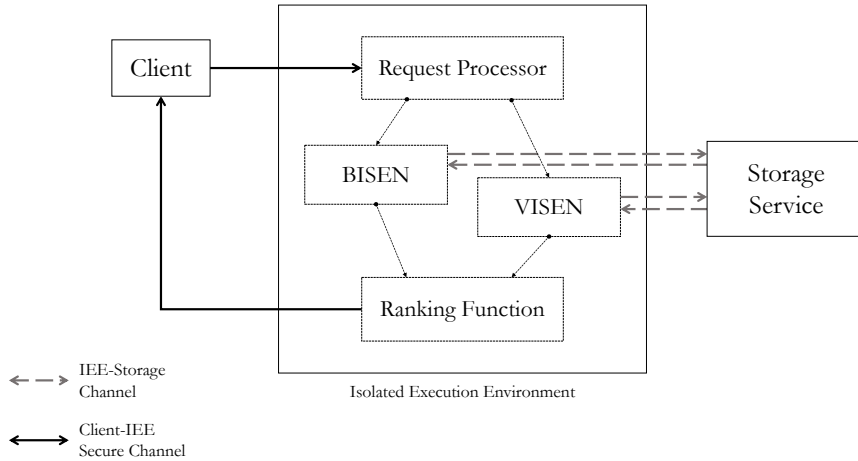 Client
Request Processor
BISEN
VISEN
Storage
Service
Ranking Function
Isolated Execution Environment
IEE-Storage
Channel
Client-IEE
Secure Channel